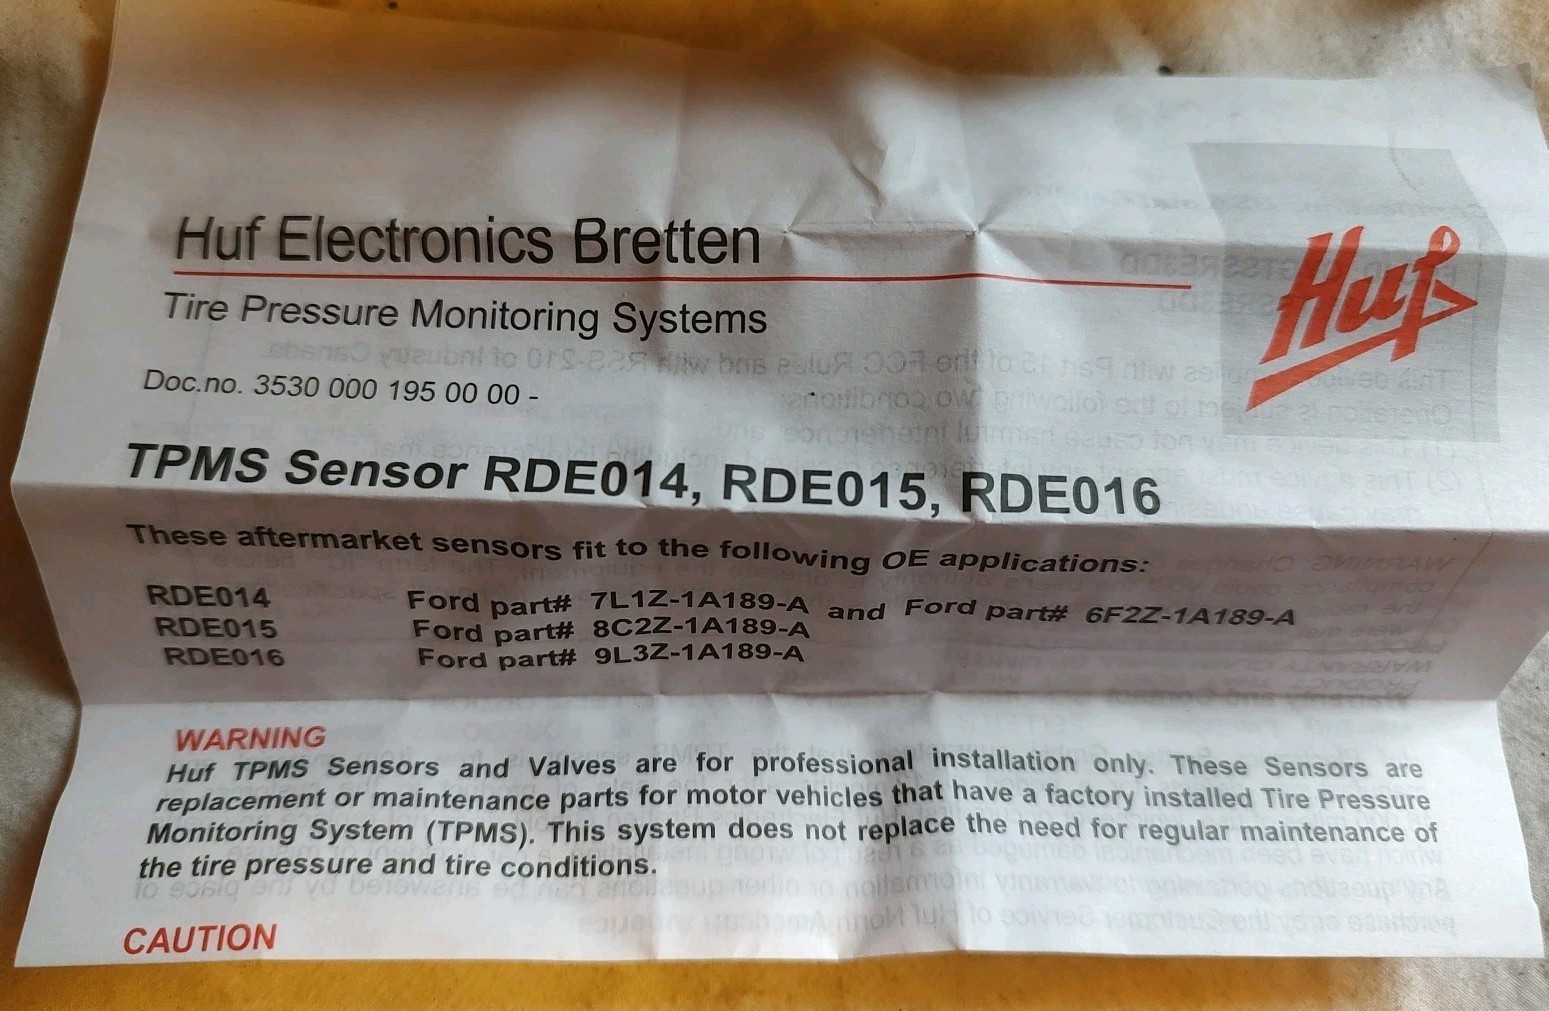 Huf Electronics Bretten
Huf
Tire Pressure Monitoring Systems
Doc.no. 3530 000 195 00 00 -
TPMS Sensor RDE014, RDE015, RDE016
These aftermarket sensors fit to the following OE applications:
RDE014 Ford part# 7L1Z-1A189-A and Ford part# 6F2Z-1A189-A
RDE015 Ford part# 8C2Z-1A189-A
RDE016 Ford part# 9L3Z-1A189-A
WARNING
Huf TPMS Sensors and Valves are for professional installation only. These Sensors are
replacement or maintenance parts for motor vehicles that have a factory installed Tire Pressure
Monitoring System (TPMS). This system does not replace the need for regular maintenance of
the tire pressure and tire conditions.
CAUTION